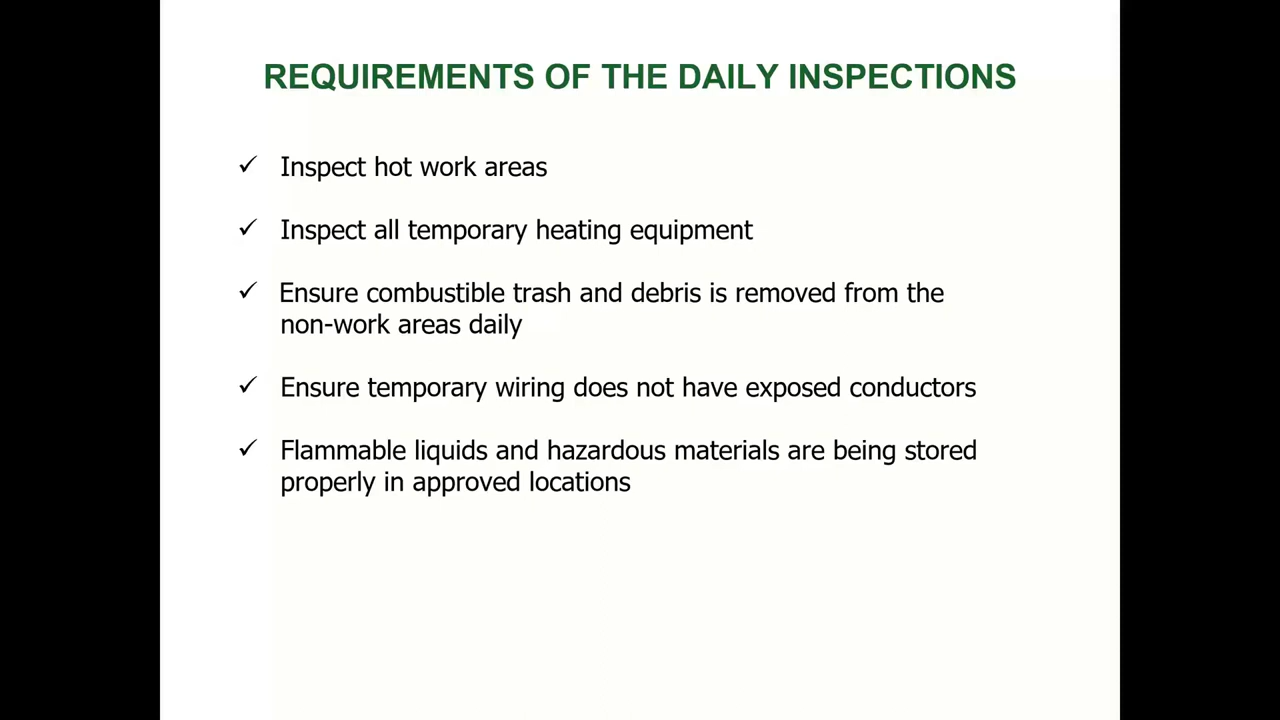 REQUIREMENTS OF THE DAILY INSPECTIONS
✓ Inspect hot work areas
✓ Inspect all temporary heating equipment
✓ Ensure combustible trash and debris is removed from the
non-work areas daily
✓ Ensure temporary wiring does not have exposed conductors
✓ Flammable liquids and hazardous materials are being stored
properly in approved locations